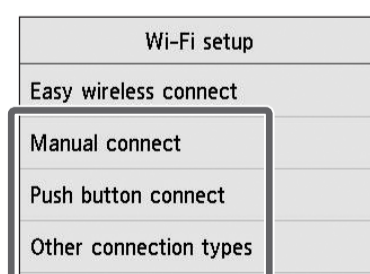 Wi-Fi setup
Easy wireless connect
Manual connect
Push button connect
Other connection types